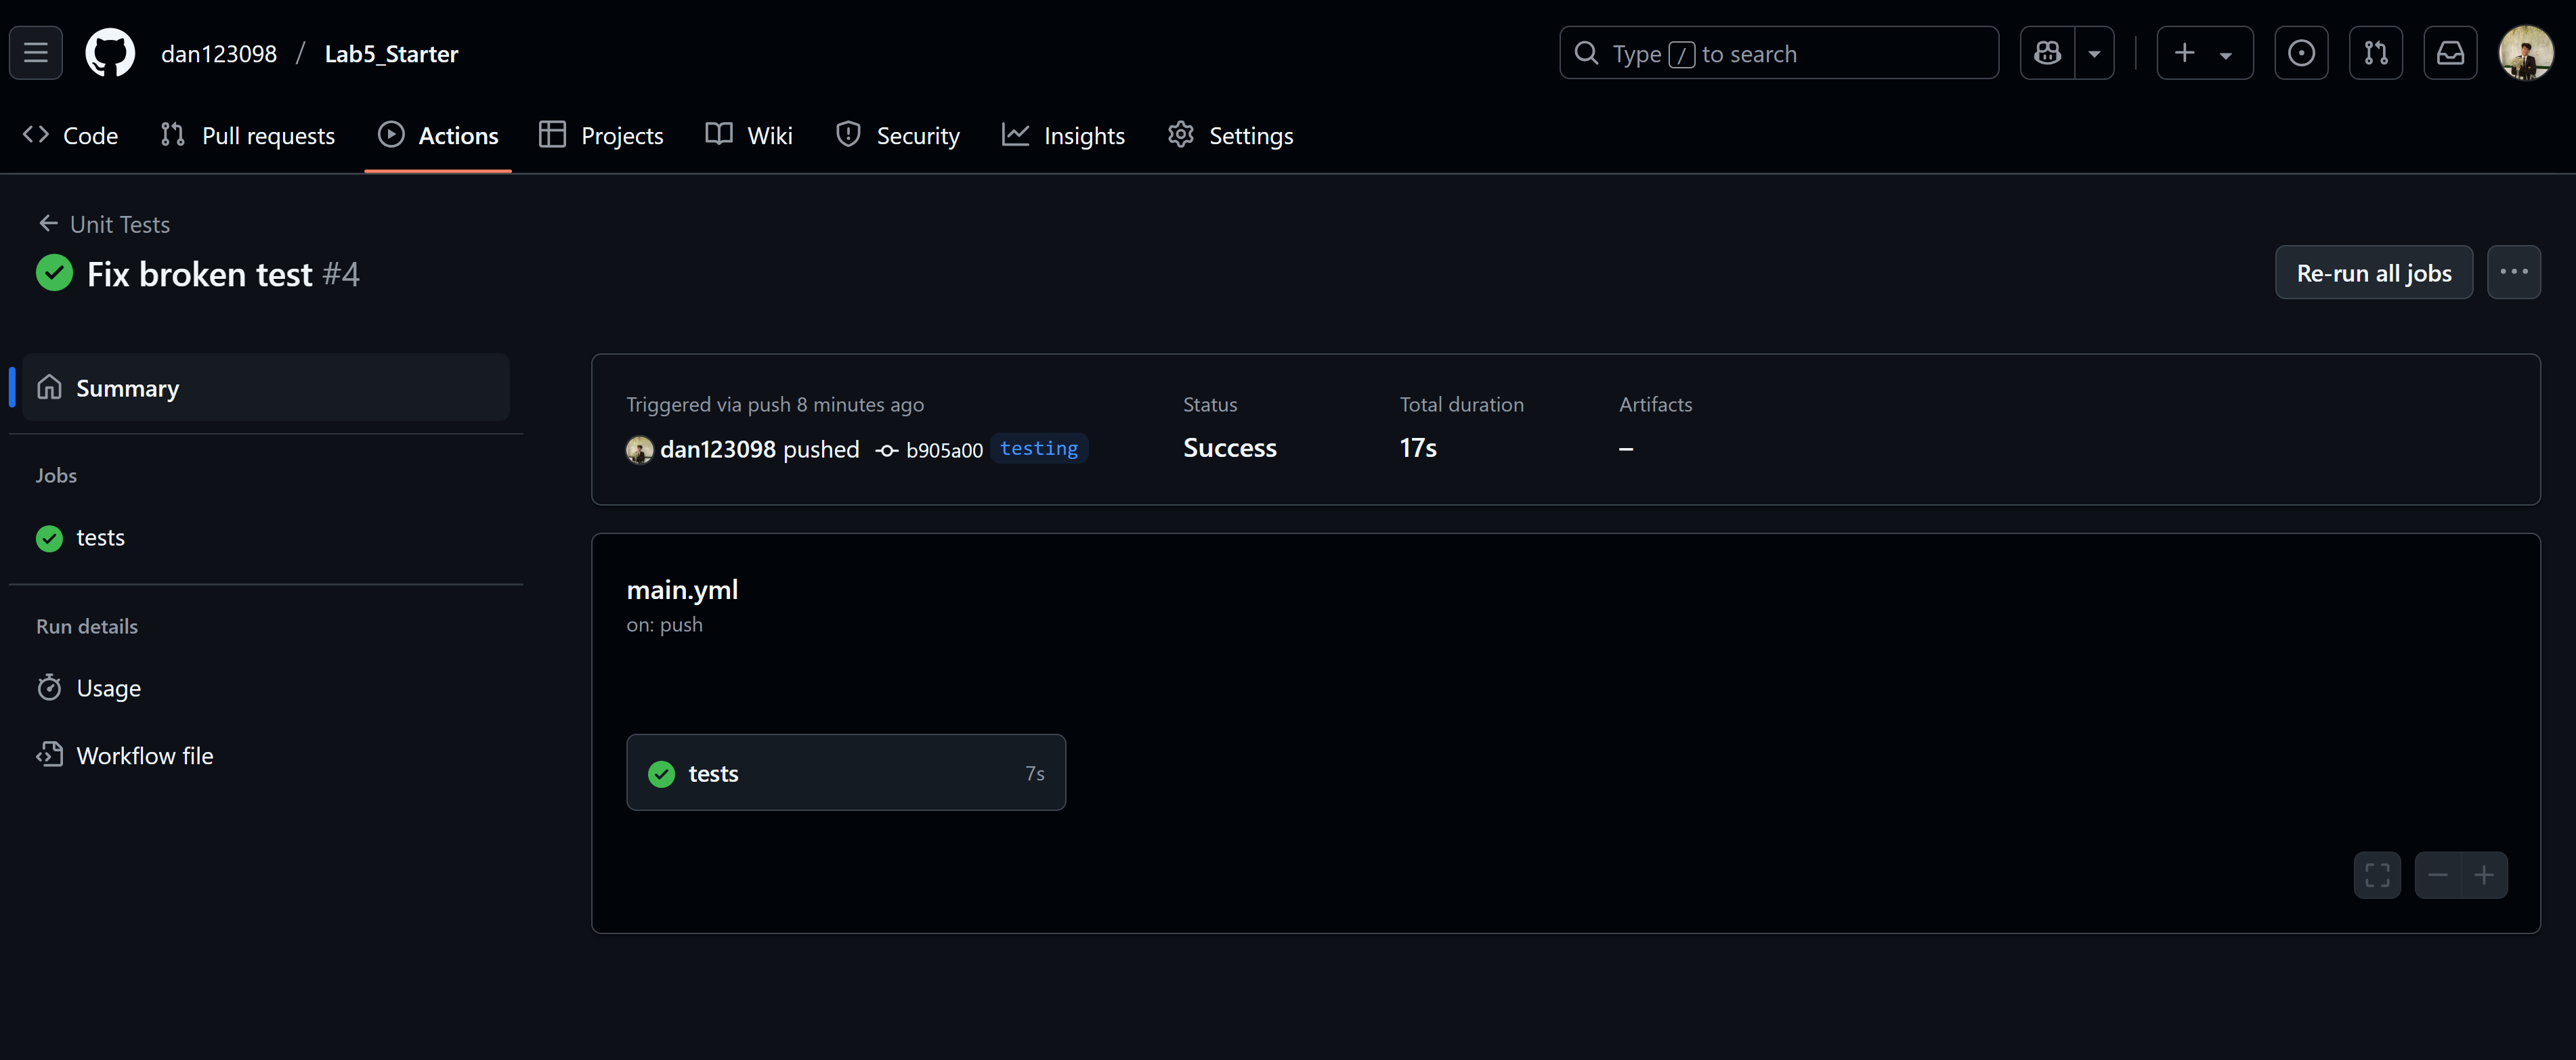 dan123098 / Lab5_Starter
Type / to search
Code Pull requests Actions Projects Wiki Security Insights Settings
Unit Tests
Fix broken test #4
Re-run all jobs
Summary
Jobs
tests
Run details
Usage
Workflow file
Triggered via push 8 minutes ago
dan123098 pushed b905a00 testing
Status
Success
Total duration
17s
Artifacts
–
main.yml
on: push
tests 7s